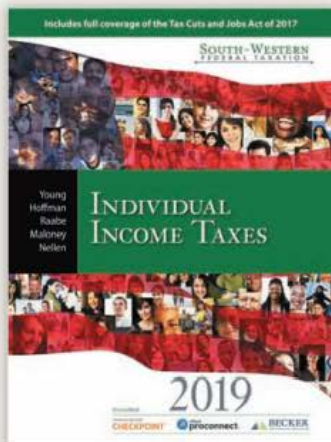 Includes full coverage of the Tax Cuts and Jobs Act of 2017
SOUTH-WESTERN
FEDERAL TAXATION
Young
Hoffman
Raabe
Maloney
Nellen
INDIVIDUAL
INCOME TAXES
2019
CHECKPOINT
proconnect
BECKER